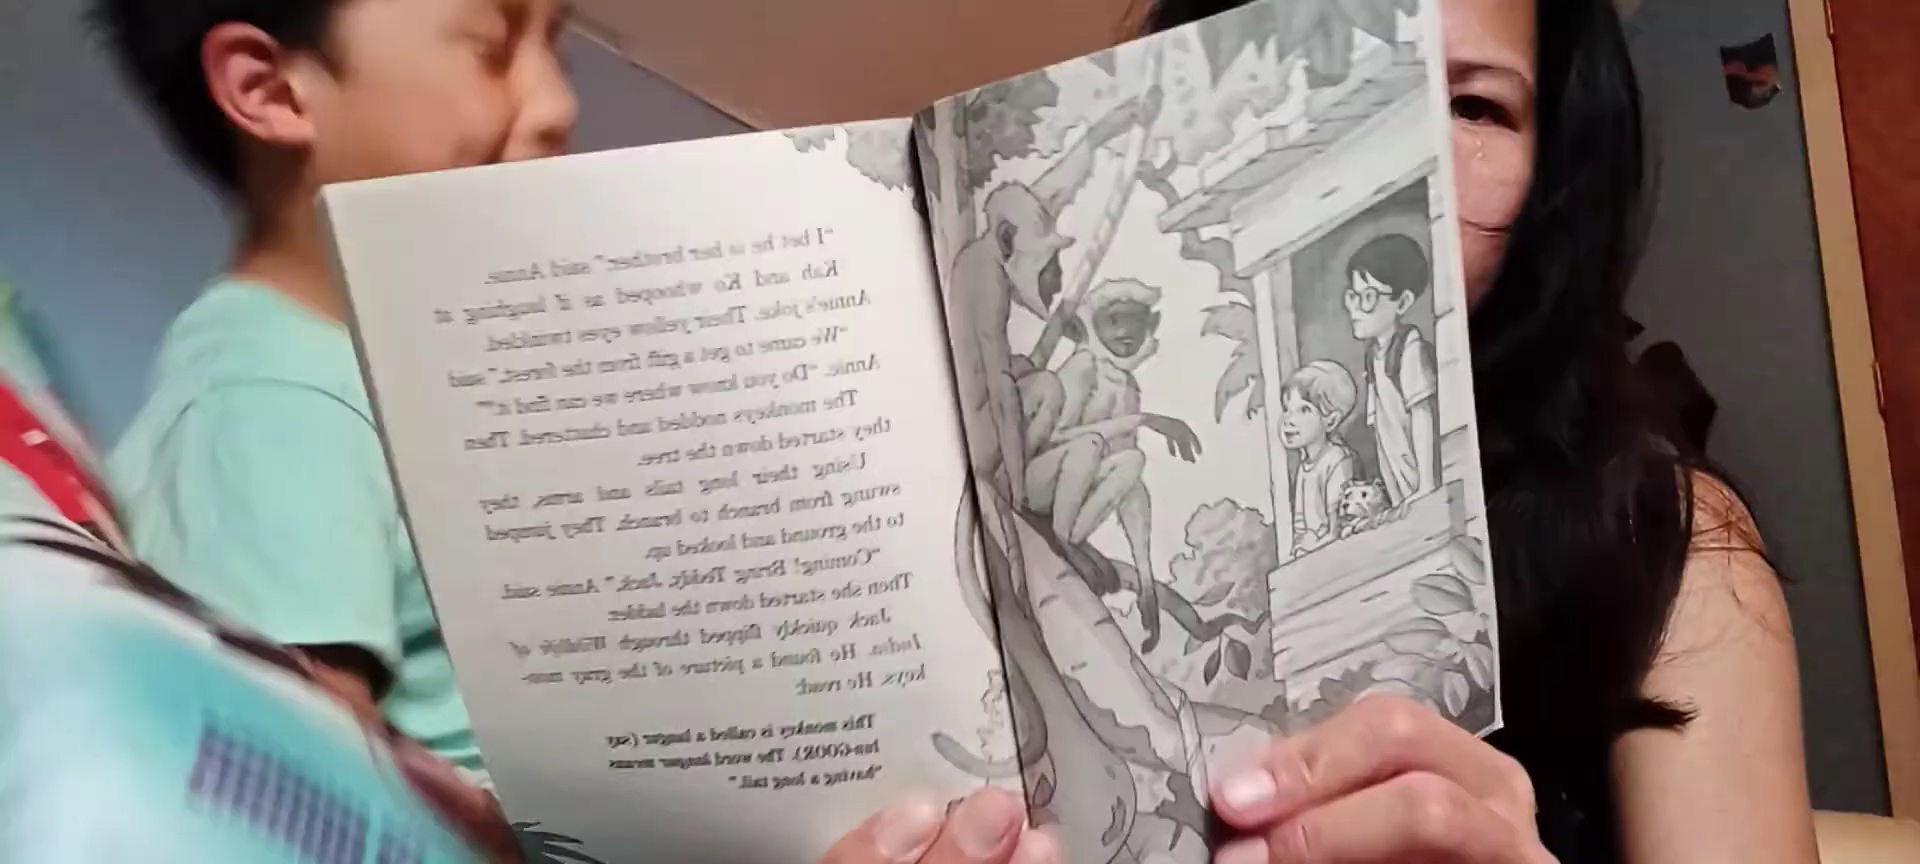 "I bet he is her brother," said Annie.
Kah and Ko whooped as if laughing at
Annie's joke. Their yellow eyes twinkled.
"We came to get a gift from the forest," said
Annie. "Do you know where we can find it?"
The monkeys nodded and chattered. Then
they started down the tree.
Using their long tails and arms, they
swung from branch to branch. They jumped
to the ground and looked up.
"Coming! Bring Teddy, Jack," Annie said.
Then she started down the ladder.
Jack quickly flipped through Wildlife of
India. He found a picture of the gray mon-
keys. He read:
This monkey is called a langur (say
lun-GOOR). The word langur means
"having a long tail."